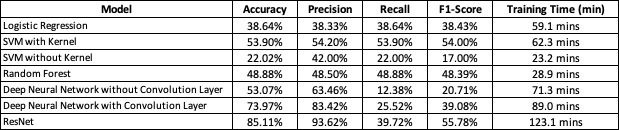 Model Accuracy Precision Recall F1-Score Training Time (min)
Logistic Regression 38.64% 38.33% 38.64% 38.43% 59.1 mins
SVM with Kernel 53.90% 54.20% 53.90% 54.00% 62.3 mins
SVM without Kernel 22.02% 42.00% 22.00% 17.00% 23.2 mins
Random Forest 48.88% 48.50% 48.88% 48.39% 28.9 mins
Deep Neural Network without Convolution Layer 53.07% 63.46% 12.38% 20.71% 71.3 mins
Deep Neural Network with Convolution Layer 73.97% 83.42% 25.52% 39.08% 89.0 mins
ResNet 85.11% 93.62% 39.72% 55.78% 123.1 mins